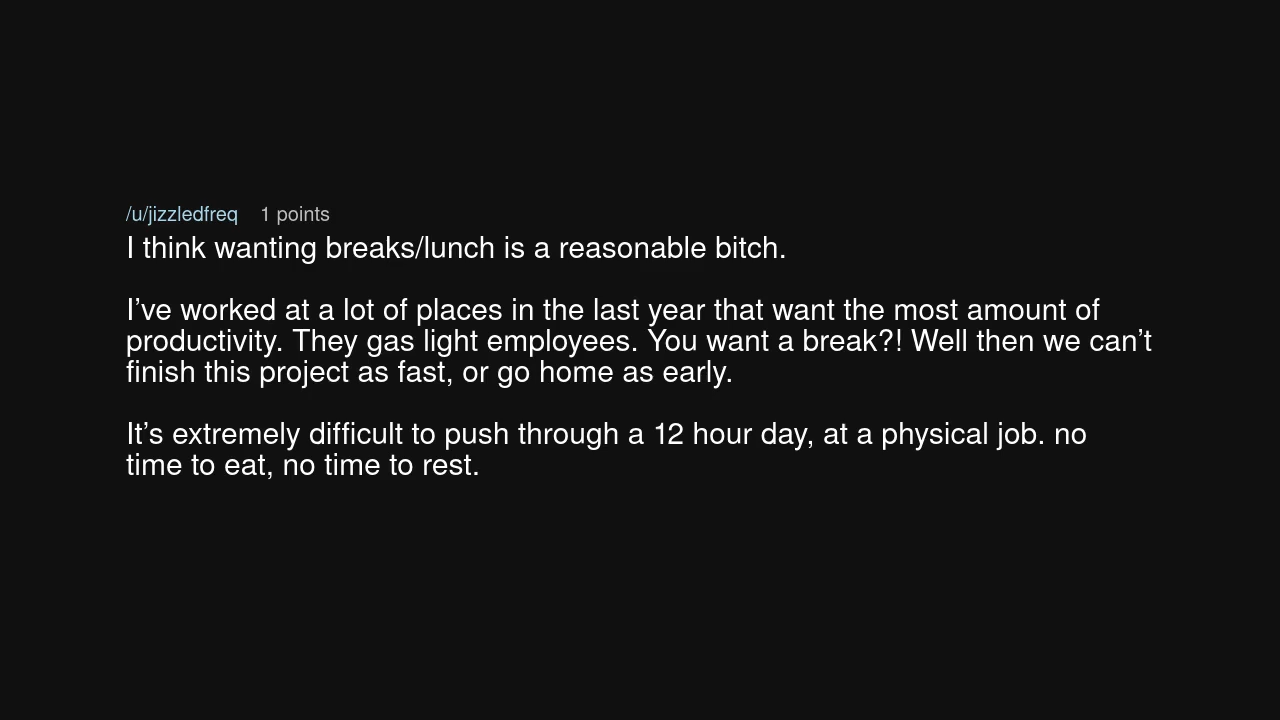 /u/jizzledfreq 1 points
I think wanting breaks/lunch is a reasonable bitch.
I’ve worked at a lot of places in the last year that want the most amount of
productivity. They gas light employees. You want a break?! Well then we can’t
finish this project as fast, or go home as early.
It’s extremely difficult to push through a 12 hour day, at a physical job. no
time to eat, no time to rest.